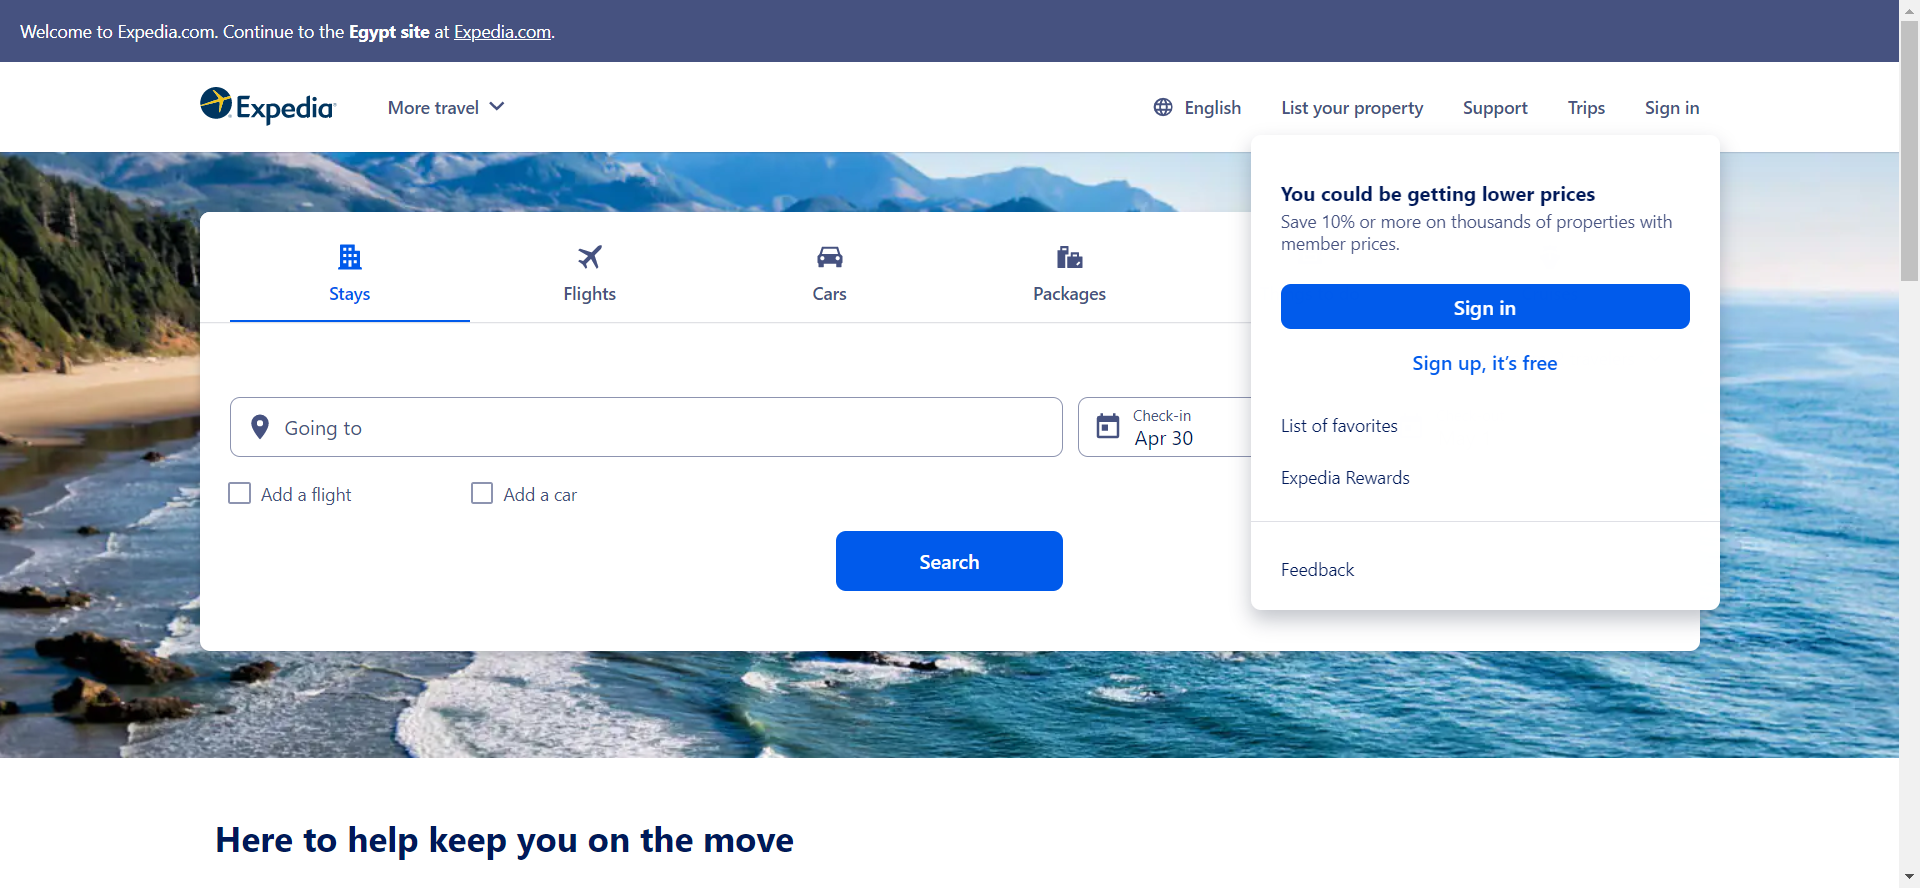 Welcome to Expedia.com. Continue to the Egypt site at Expedia.com.
Expedia
More travel
English
List your property
Support
Trips
Sign in
You could be getting lower prices
Save 10% or more on thousands of properties with
member prices.
Sign in
Sign up, it's free
List of favorites
Expedia Rewards
Feedback
Stays
Flights
Cars
Packages
Going to
Check-in
Apr 30
Add a flight
Add a car
Search
Here to help keep you on the move